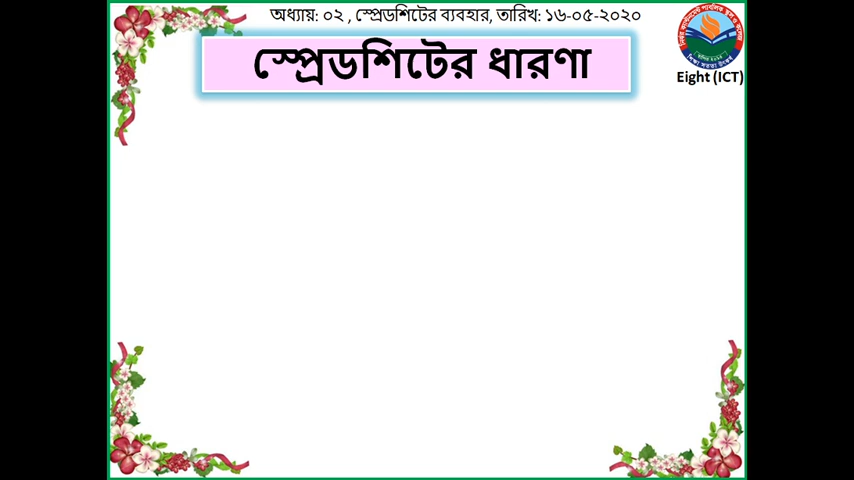 অধ্যায়: ০২ , স্প্রেডশিটের ব্যবহার, তারিখ: ১৬-০৫-২০২০
স্প্রেডশিটের ধারণা
Eight (ICT)